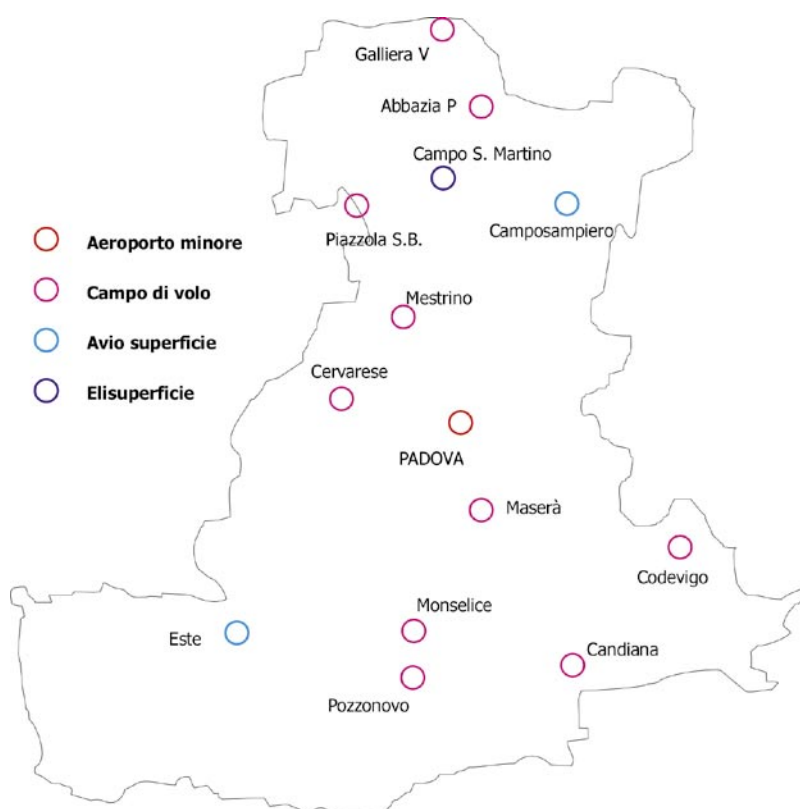 Galliera V
Abbazia P
Campo S. Martino
Camposampiero
Piazzola S.B.
Aeroporto minore
Campo di volo
Mestrino
Avio superficie
Cervarese
Elisuperficie
PADOVA
Maserà
Codevigo
Monselice
Este
Candiana
Pozzonovo